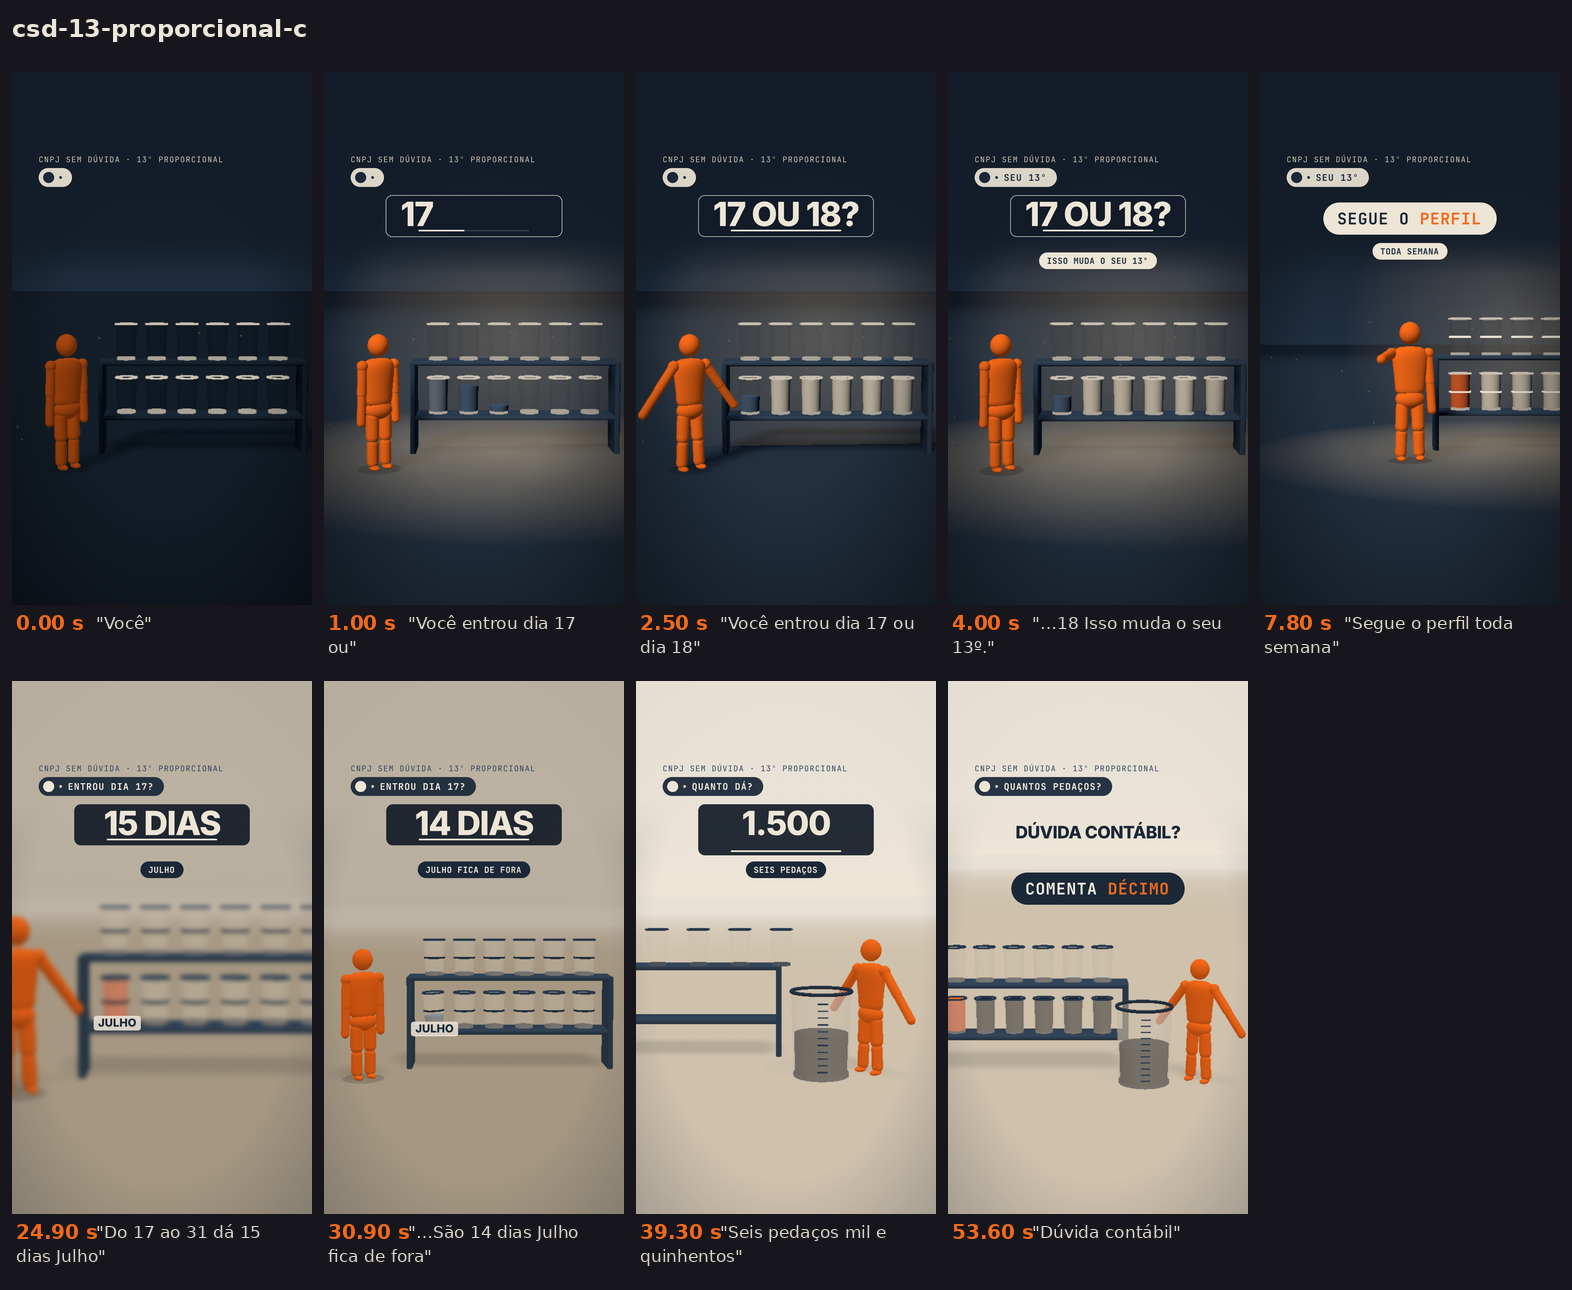 csd-13-proporcional-c
CNPJ SEM DÚVIDA · 13° PROPORCIONAL
0.00 s "Você"
CNPJ SEM DÚVIDA · 13° PROPORCIONAL
17
1.00 s "Você entrou dia 17
ou"
CNPJ SEM DÚVIDA · 13° PROPORCIONAL
17 OU 18?
2.50 s "Você entrou dia 17 ou
dia 18"
CNPJ SEM DÚVIDA · 13° PROPORCIONAL
• SEU 13°
17 OU 18?
ISSO MUDA O SEU 13°
4.00 s "...18 Isso muda o seu
13º."
CNPJ SEM DÚVIDA · 13° PROPORCIONAL
• SEU 13°
SEGUE O PERFIL
TODA SEMANA
7.80 s "Segue o perfil toda
semana"
CNPJ SEM DÚVIDA · 13° PROPORCIONAL
• ENTROU DIA 17?
15 DIAS
JULHO
JULHO
24.90 s "Do 17 ao 31 dá 15
dias Julho"
CNPJ SEM DÚVIDA · 13° PROPORCIONAL
• ENTROU DIA 17?
14 DIAS
JULHO FICA DE FORA
JULHO
30.90 s "...São 14 dias Julho
fica de fora"
CNPJ SEM DÚVIDA · 13° PROPORCIONAL
• QUANTO DÁ?
1.500
SEIS PEDAÇOS
39.30 s "Seis pedaços mil e
quinhentos"
CNPJ SEM DÚVIDA · 13° PROPORCIONAL
• QUANTOS PEDAÇOS?
DÚVIDA CONTÁBIL?
COMENTA DÉCIMO
53.60 s "Dúvida contábil"